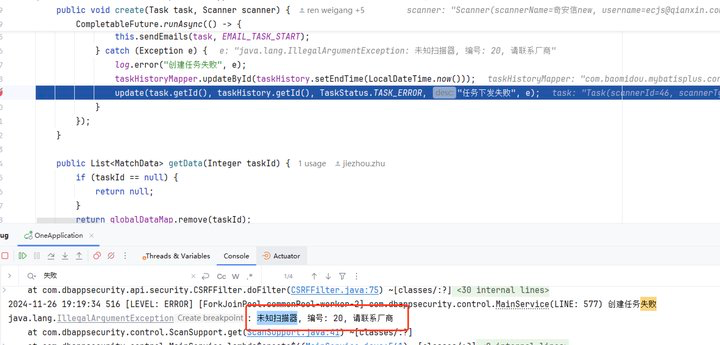 public void create(Task task, Scanner scanner) { ren weigang +5 scanner: "Scanner(scannerName=奇安信new, username=ecjs@qianxin.c
CompletableFuture.runAsync(() -> {
this.sendEmails(task, EMAIL_TASK_START);
} catch (Exception e) { e: "java.lang.IllegalArgumentException: 未知扫描器, 编号: 20, 请联系厂商"
log.error("创建任务失败", e);
taskHistoryMapper.updateById(taskHistory.setEndTime(LocalDateTime.now())); taskHistoryMapper: "com.baomidou.mybatisplus.c
update(task.getId(), taskHistory.getId(), TaskStatus.TASK_ERROR, desc: "任务下发失败", e); task: "Task(scannerId=46, scannerT
}
});
}
public List<MatchData> getData(Integer taskId) { 1 usage jiezhou.zhu
if (taskId == null) {
return null;
}
return globalDataMap.remove(taskId);
ug OneApplication ×
Threads & Variables Console Actuator
失败 Cc W .* 1/4
at com.dbappsecurity.api.security.CSRFFilter.doFilter(CSRFFilter.java:75) ~[classes/:?] <30 internal lines>
2024-11-26 19:19:34 516 [LEVEL: ERROR] [ForkJoinPool.commonPool-worker-2] com.dbappsecurity.control.MainService(LINE: 577) 创建任务失败
java.lang.IllegalArgumentException Create breakpoint : 未知扫描器, 编号: 20, 请联系厂商
at com.dbappsecurity.control.ScanSupport.get(ScanSupport.java:41) ~[classes/:?]